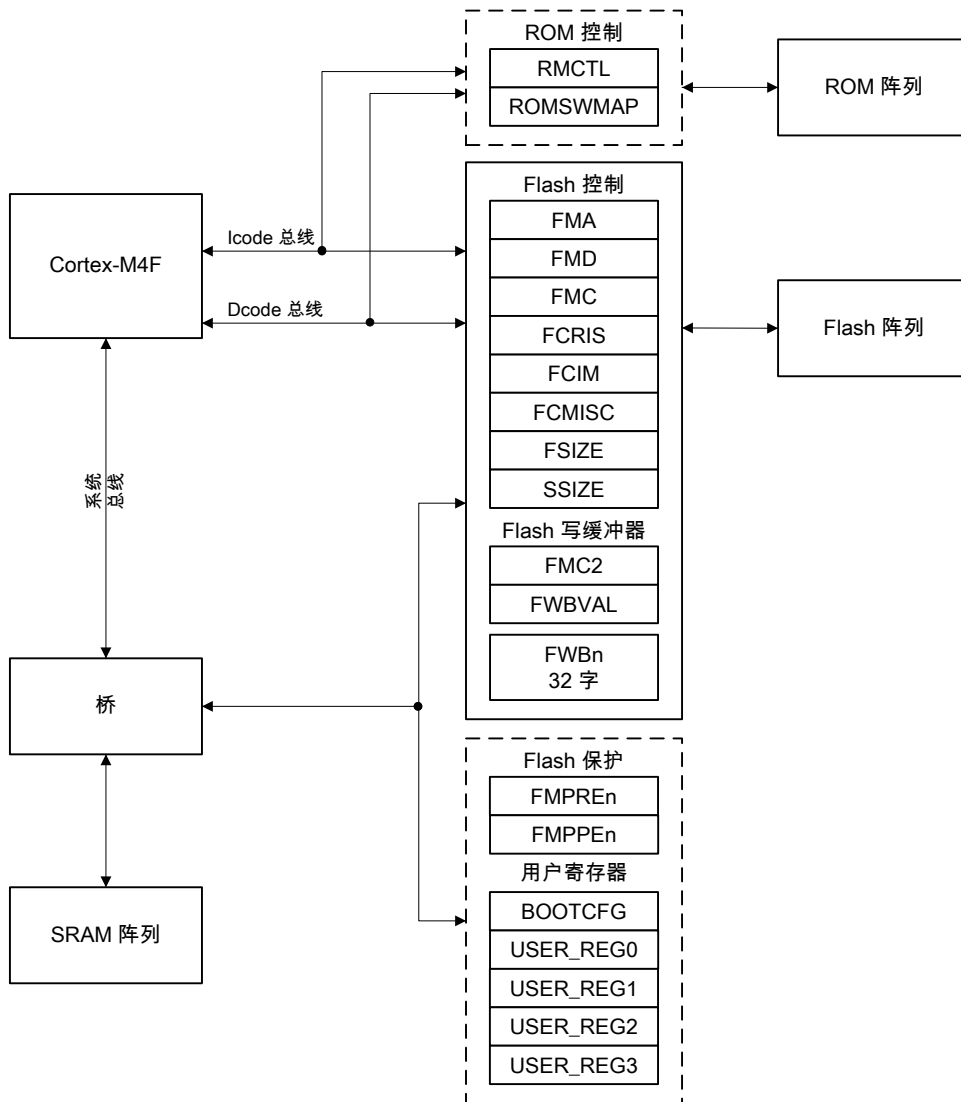 ROM 控制
RMCTL
ROMSWMAP
ROM 阵列
Flash 控制
FMA
FMD
FMC
FCRIS
FCIM
FCMISC
FSIZE
SSIZE
Flash 写缓冲器
FMC2
FWBVAL
FWBn
32 字
Flash 阵列
Cortex-M4F
Icode 总线
Dcode 总线
系统
总线
桥
SRAM 阵列
Flash 保护
FMPREn
FMPPEn
用户寄存器
BOOTCFG
USER_REG0
USER_REG1
USER_REG2
USER_REG3